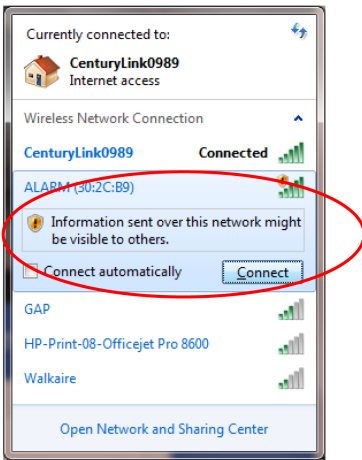 Currently connected to:
CenturyLink0989
Internet access
Wireless Network Connection
CenturyLink0989 Connected
ALARM (30:2C:B9)
Information sent over this network might
be visible to others.
Connect automatically Connect
GAP
HP-Print-08-Officejet Pro 8600
Walkaire
Open Network and Sharing Center